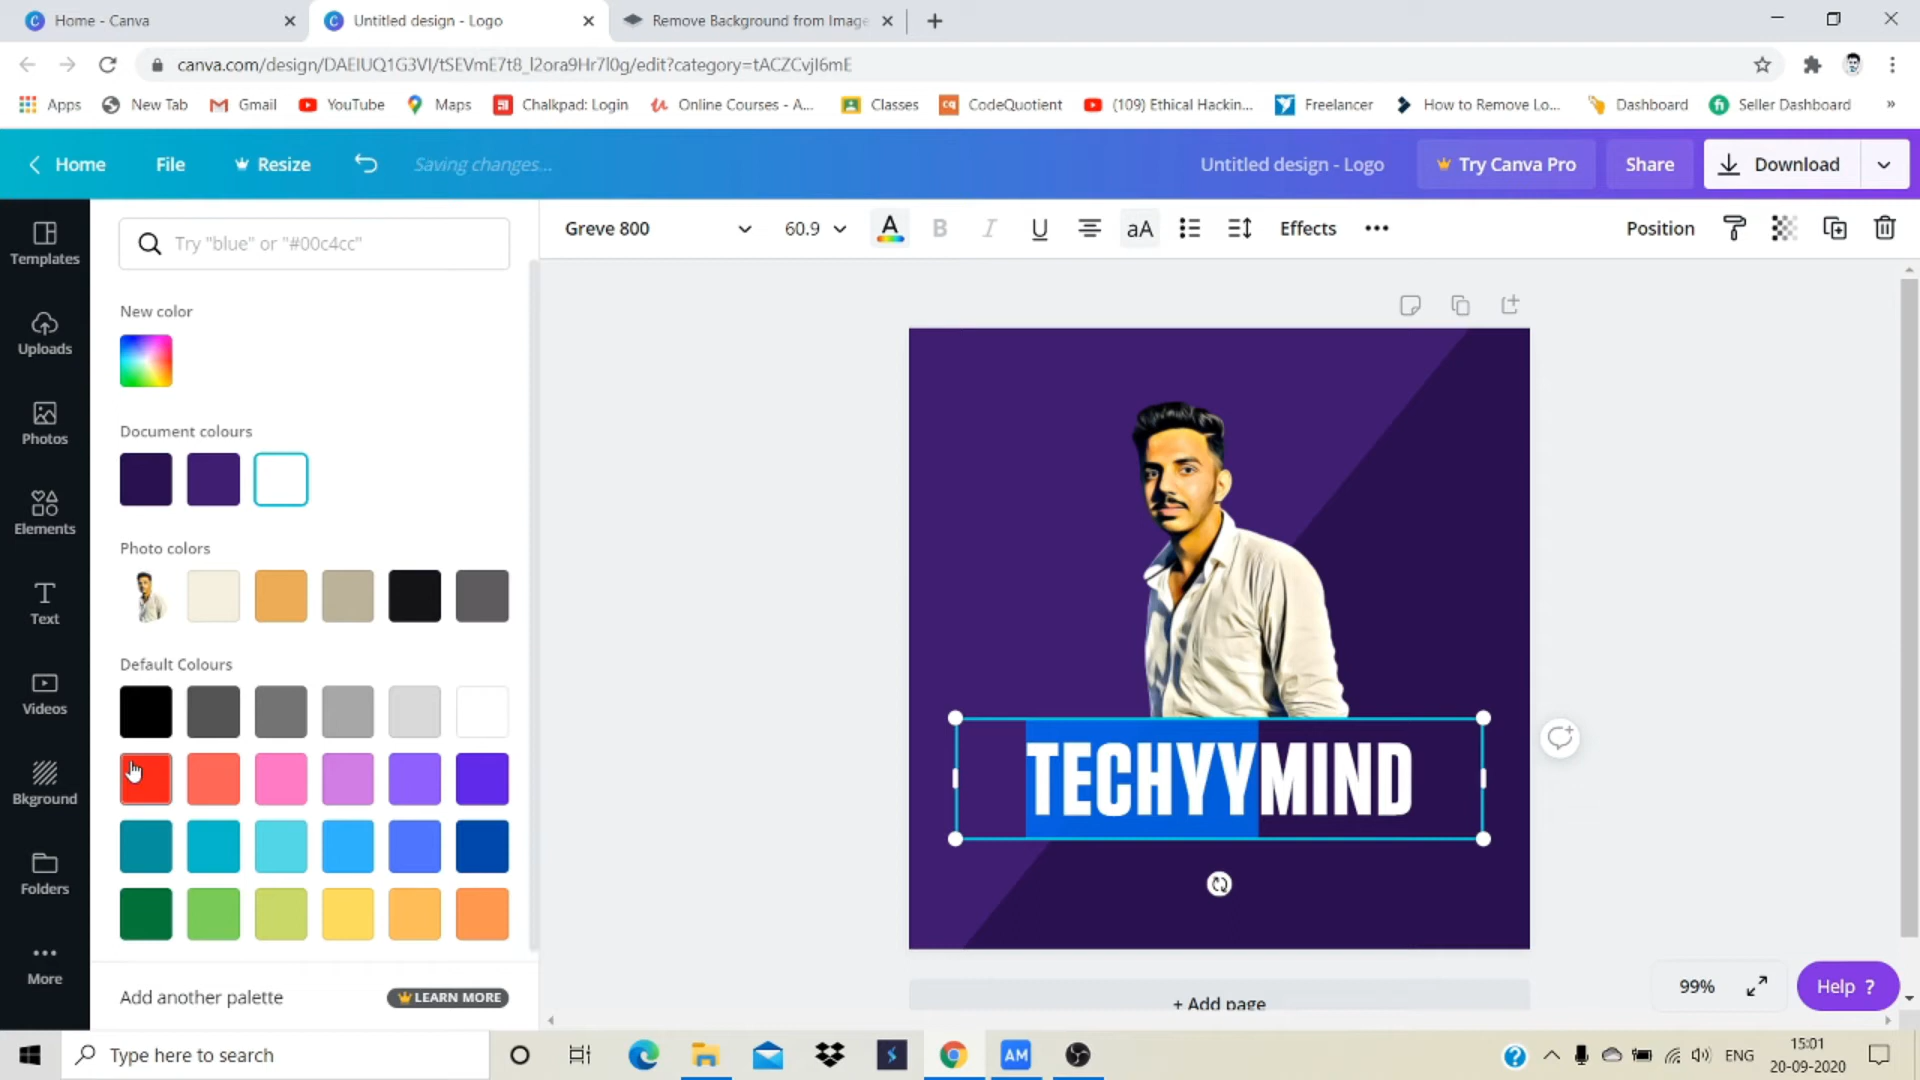 Home - Canva
Untitled design - Logo
Remove Background from Image
canva.com/design/DAEIUQ1G3VI/tSEVmE7t8_l2ora9Hr7l0g/edit?category=tACZCvjI6mE
Apps
New Tab
Gmail
YouTube
Maps
Chalkpad: Login
Online Courses - A...
Classes
CodeQuotient
(109) Ethical Hackin...
Freelancer
How to Remove Lo...
Dashboard
Seller Dashboard
»
Home
File
Resize
Saving changes...
Untitled design - Logo
Try Canva Pro
Share
Download
Templates
Uploads
Photos
Elements
Text
Videos
Bkground
Folders
More
Try "blue" or "#00c4cc"
New color
Document colours
Photo colors
Default Colours
Add another palette
LEARN MORE
Greve 800
60.9
A
B
I
U
aA
Effects
Position
TECHYYMIND
+ Add page
99%
Help ?
Type here to search
AM
ENG
15:01
20-09-2020